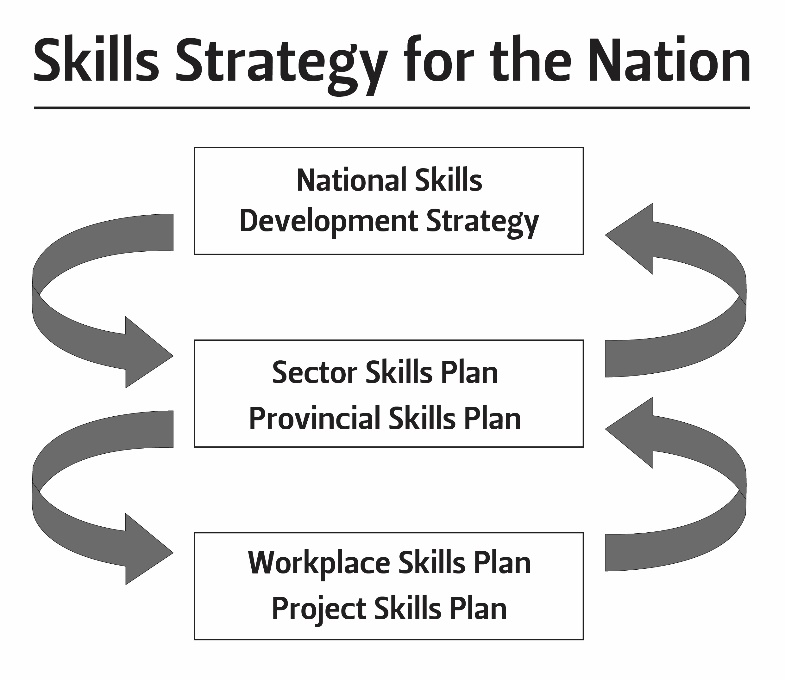 Skills Strategy for the Nation
National Skills
Development Strategy
Sector Skills Plan
Provincial Skills Plan
Workplace Skills Plan
Project Skills Plan